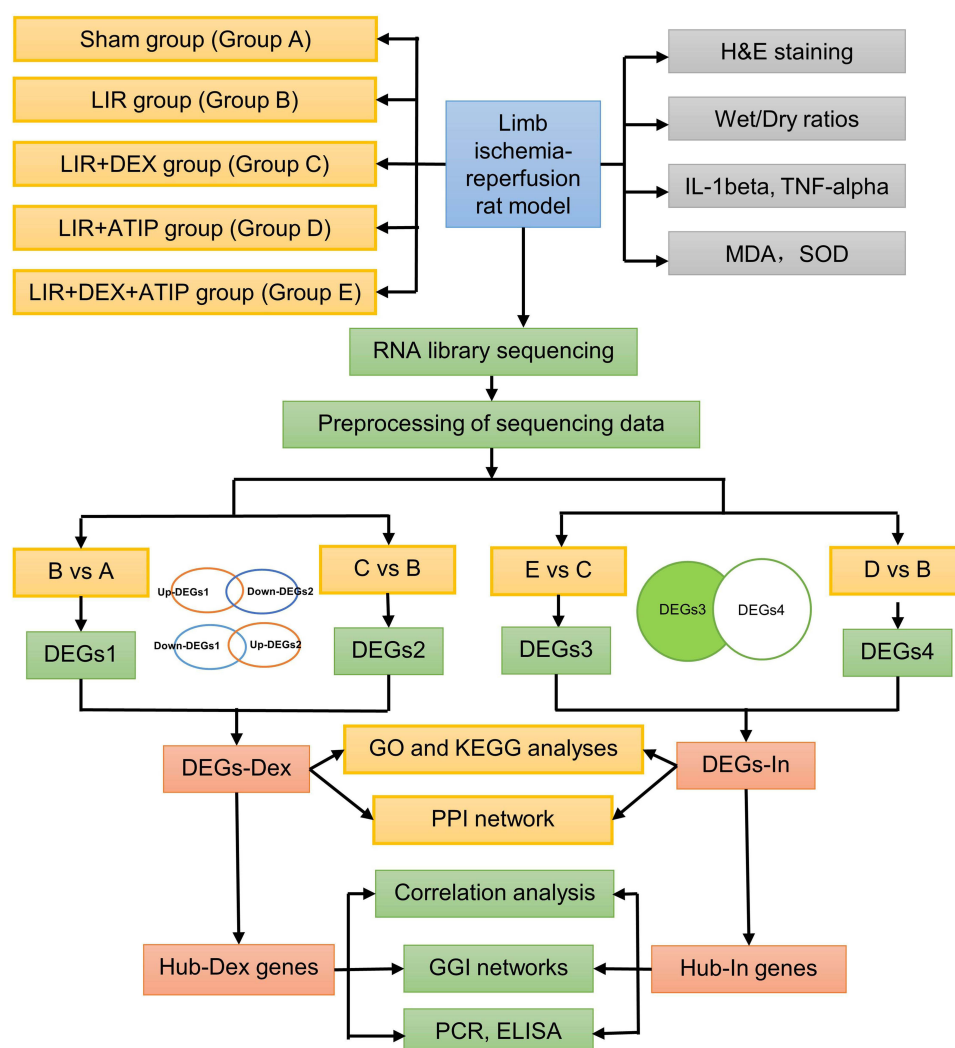 Sham group (Group A)
LIR group (Group B)
LIR+DEX group (Group C)
LIR+ATIP group (Group D)
LIR+DEX+ATIP group (Group E)
Limb
ischemia-
reperfusion
rat model
H&E staining
Wet/Dry ratios
IL-1beta, TNF-alpha
MDA，SOD
RNA library sequencing
Preprocessing of sequencing data
B vs A
C vs B
E vs C
D vs B
Up-DEGs1
Down-DEGs2
Down-DEGs1
Up-DEGs2
DEGs3
DEGs4
DEGs1
DEGs2
DEGs3
DEGs4
DEGs-Dex
GO and KEGG analyses
DEGs-In
PPI network
Correlation analysis
Hub-Dex genes
GGI networks
Hub-In genes
PCR, ELISA